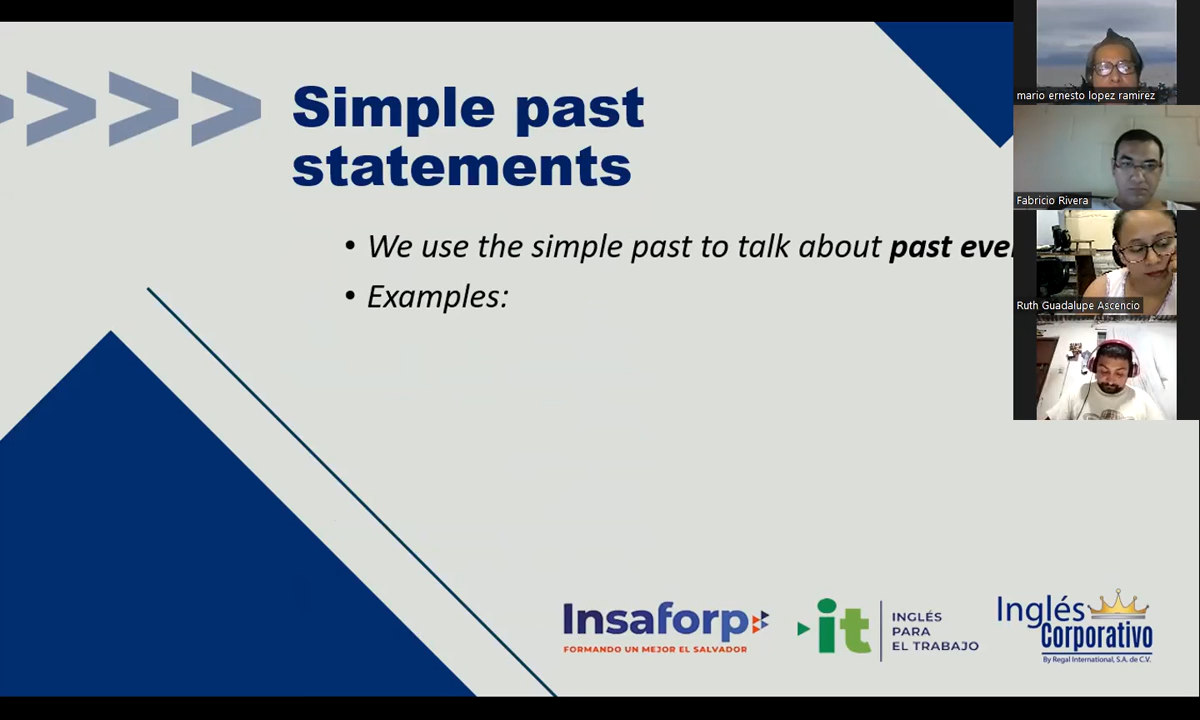 Simple past
statements
• We use the simple past to talk about past eve
• Examples:
mario ernesto lopez ramirez
Fabricio Rivera
Ruth Guadalupe Ascencio
Insaforp
FORMANDO UN MEJOR EL SALVADOR
it
INGLÉS
PARA
EL TRABAJO
Inglés
Corporativo
By Regal International, S.A. de C.V.